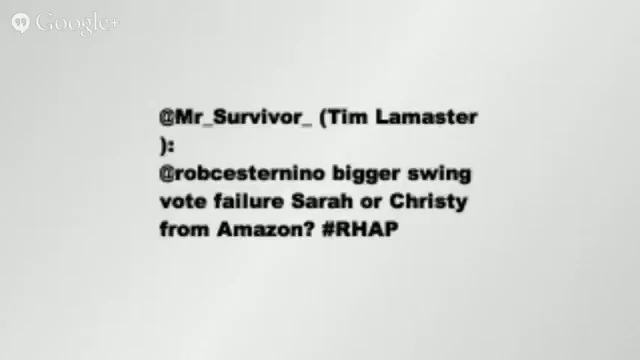 Google+
@Mr_Survivor_ (Tim Lamaster
):
@robcesternino bigger swing
vote failure Sarah or Christy
from Amazon? #RHAP